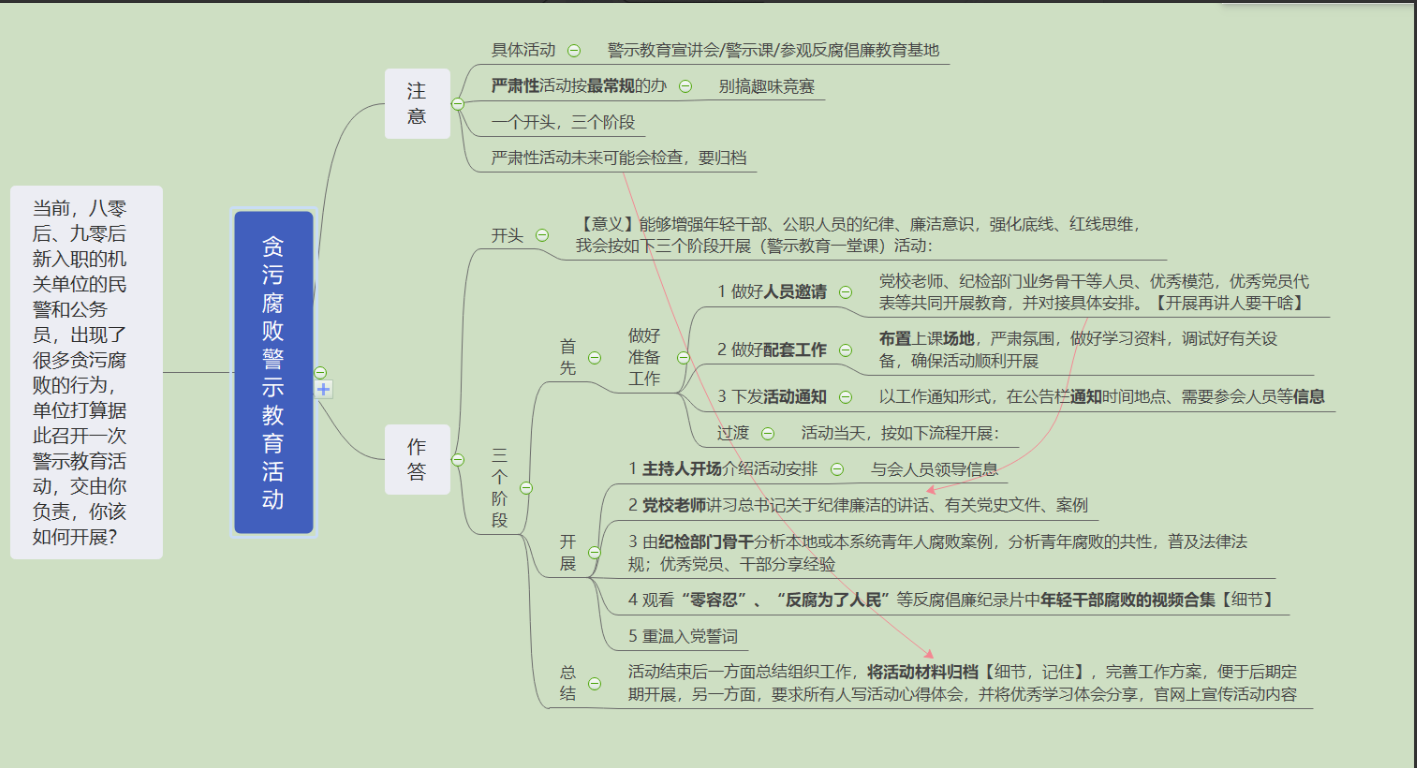 当前，八零
后、九零后
新入职的机
关单位的民
警和公务
员，出现了
很多贪污腐
败的行为，
单位打算据
此召开一次
警示教育活
动，交由你
负责，你该
如何开展？
贪
污
腐
败
警
示
教
育
活
动
注
意
具体活动
警示教育宣讲会/警示课/参观反腐倡廉教育基地
严肃性活动按最常规的办
别搞趣味竞赛
一个开头，三个阶段
严肃性活动未来可能会检查，要归档
作
答
开头
【意义】能够增强年轻干部、公职人员的纪律、廉洁意识，强化底线、红线思维，
我会按如下三个阶段开展（警示教育一堂课）活动：
三
个
阶
段
首
先
做好
准备
工作
1 做好人员邀请
党校老师、纪检部门业务骨干等人员、优秀模范，优秀党员代
表等共同开展教育，并对接具体安排。【开展再讲人要干啥】
2 做好配套工作
布置上课场地，严肃氛围，做好学习资料，调试好有关设
备，确保活动顺利开展
3 下发活动通知
以工作通知形式，在公告栏通知时间地点、需要参会人员等信息
过渡
活动当天，按如下流程开展：
开
展
1 主持人开场介绍活动安排
与会人员领导信息
2 党校老师讲习总书记关于纪律廉洁的讲话、有关党史文件、案例
3 由纪检部门骨干分析本地或本系统青年人腐败案例，分析青年腐败的共性，普及法律法
规；优秀党员、干部分享经验
4 观看“零容忍”、“反腐为了人民”等反腐倡廉纪录片中年轻干部腐败的视频合集【细节】
5 重温入党誓词
总
结
活动结束后一方面总结组织工作，将活动材料归档【细节，记住】，完善工作方案，便于后期定
期开展，另一方面，要求所有人写活动心得体会，并将优秀学习体会分享，官网上宣传活动内容